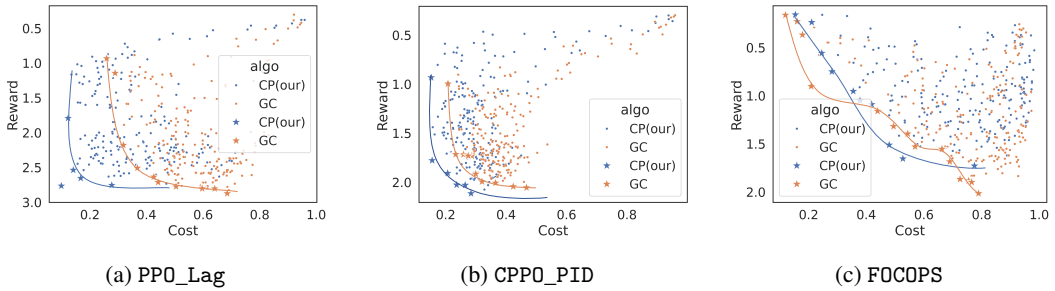 0.5
1.0
1.5
2.0
2.5
3.0
Reward
0.2 0.4 0.6 0.8 1.0
Cost
algo
CP(our)
GC
CP(our)
GC
(a) PPO_Lag
0.5
1.0
1.5
2.0
Reward
0.2 0.4 0.6 0.8
Cost
algo
CP(our)
GC
CP(our)
GC
(b) CPPO_PID
0.5
1.0
1.5
2.0
Reward
0.2 0.4 0.6 0.8 1.0
Cost
algo
CP(our)
GC
CP(our)
GC
(c) FOCOPS